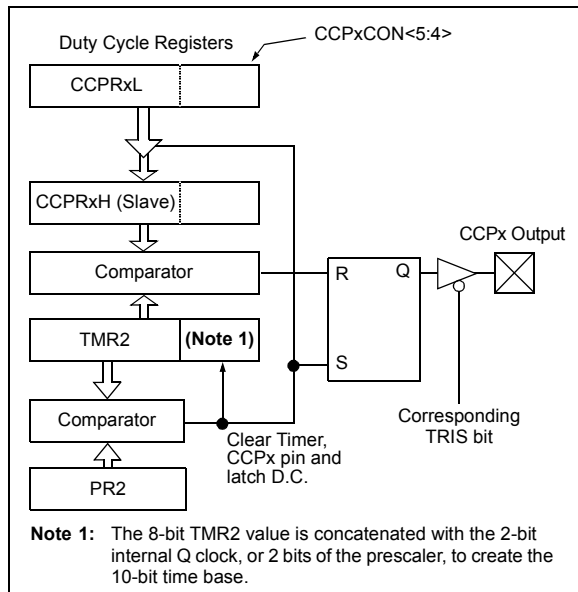 Duty Cycle Registers
CCPxCON<5:4>
CCPRxL
CCPRxH (Slave)
CCPx Output
Comparator
R
Q
TMR2
(Note 1)
S
Comparator
Clear Timer,
CCPx pin and
latch D.C.
Corresponding
TRIS bit
PR2
Note 1: The 8-bit TMR2 value is concatenated with the 2-bit
internal Q clock, or 2 bits of the prescaler, to create the
10-bit time base.